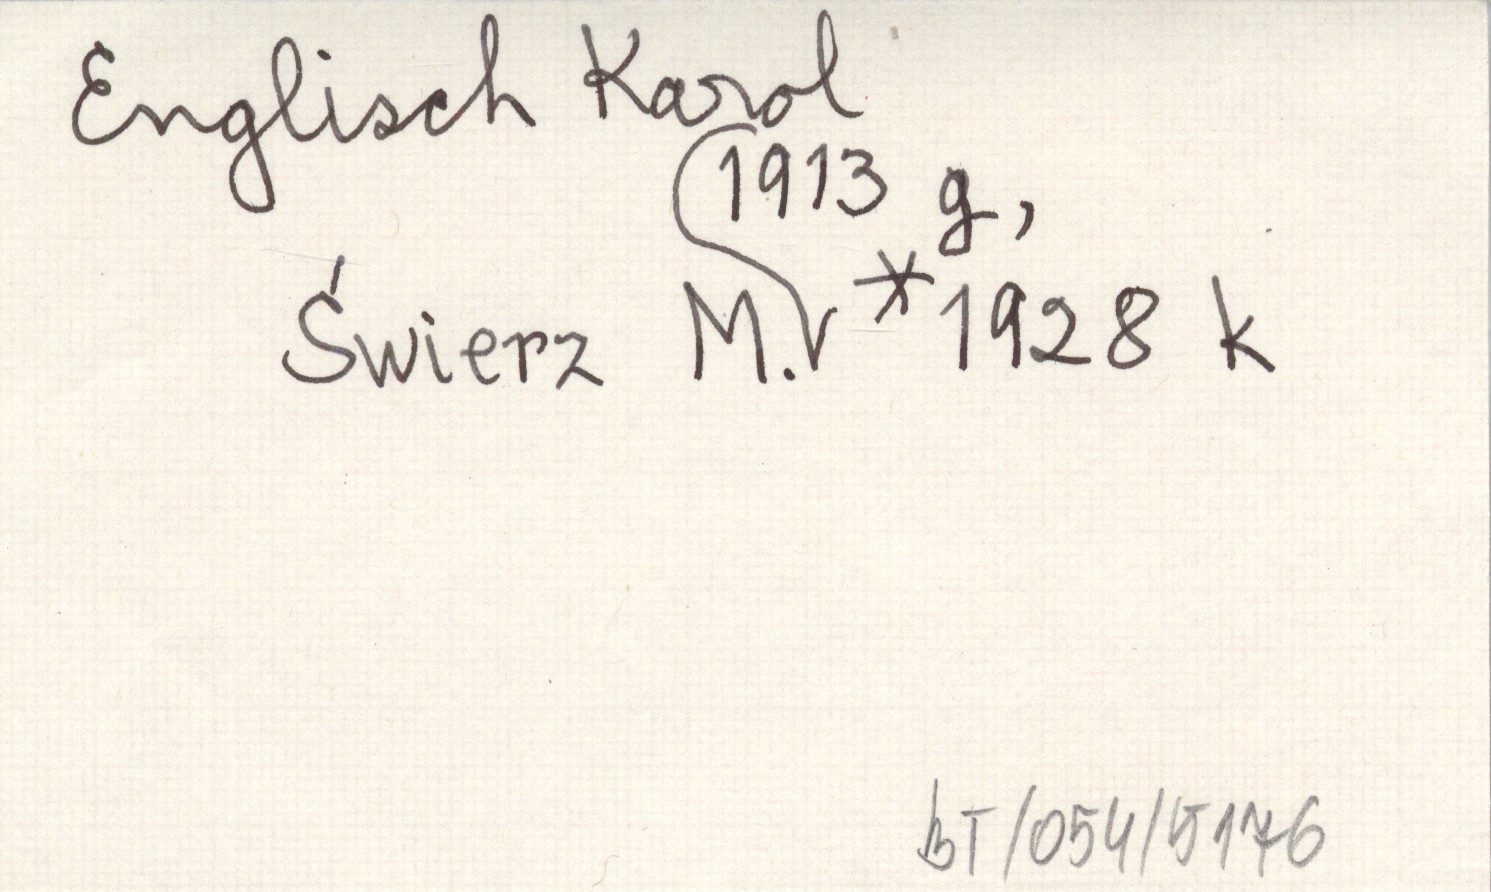 Englisch Karol
1913 g,
Świerz M. * 1928 k
BT/054/5176